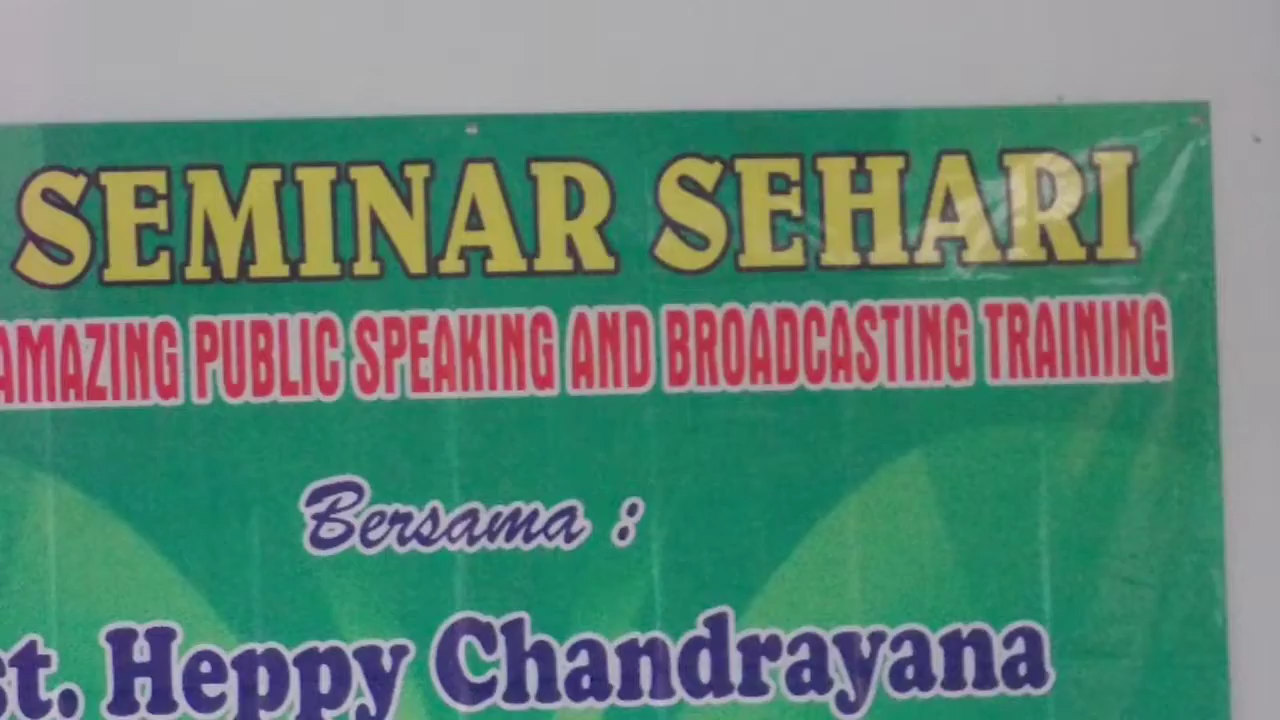 SEMINAR SEHARI
AMAZING PUBLIC SPEAKING AND BROADCASTING TRAINING
Bersama :
Heppy Chandrayana